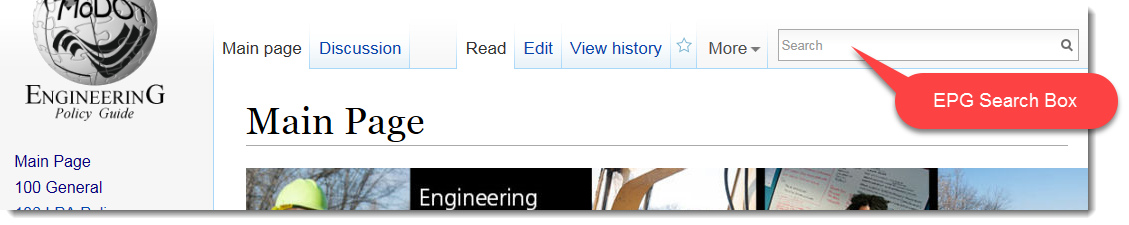 MODOT
ENGINEERING
Policy Guide
Main page Discussion Read Edit View history More Search
EPG Search Box
Main Page
Main Page
100 General
Engineering